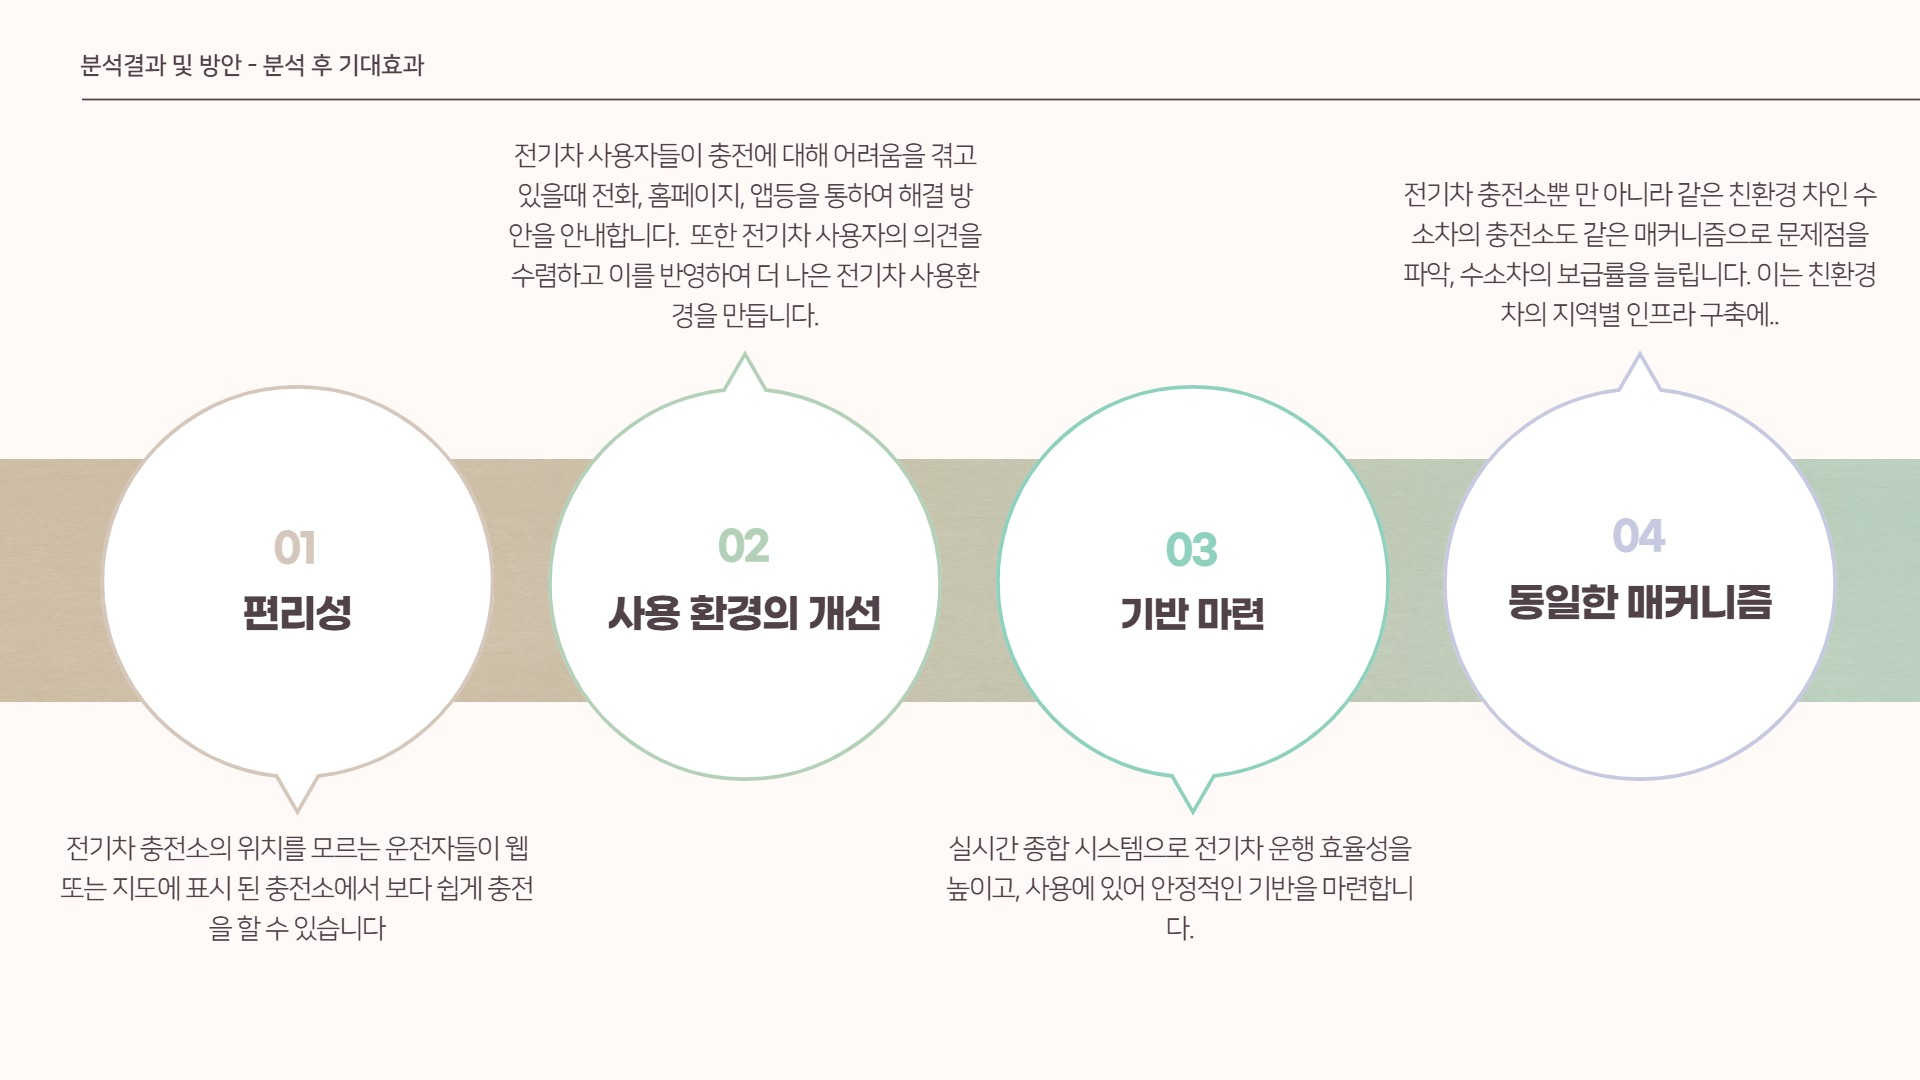 분석결과 및 방안 - 분석 후 기대효과
01
편리성
전기차 충전소의 위치를 모르는 운전자들이 웹
또는 지도에 표시 된 충전소에서 보다 쉽게 충전
을 할 수 있습니다
전기차 사용자들이 충전에 대해 어려움을 겪고
있을때 전화, 홈페이지, 앱등을 통하여 해결 방
안을 안내합니다.  또한 전기차 사용자의 의견을
수렴하고 이를 반영하여 더 나은 전기차 사용환
경을 만듭니다.
02
사용 환경의 개선
03
기반 마련
실시간 종합 시스템으로 전기차 운행 효율성을
높이고, 사용에 있어 안정적인 기반을 마련합니
다.
전기차 충전소뿐 만 아니라 같은 친환경 차인 수
소차의 충전소도 같은 매커니즘으로 문제점을
파악, 수소차의 보급률을 늘립니다. 이는 친환경
차의 지역별 인프라 구축에..
04
동일한 매커니즘